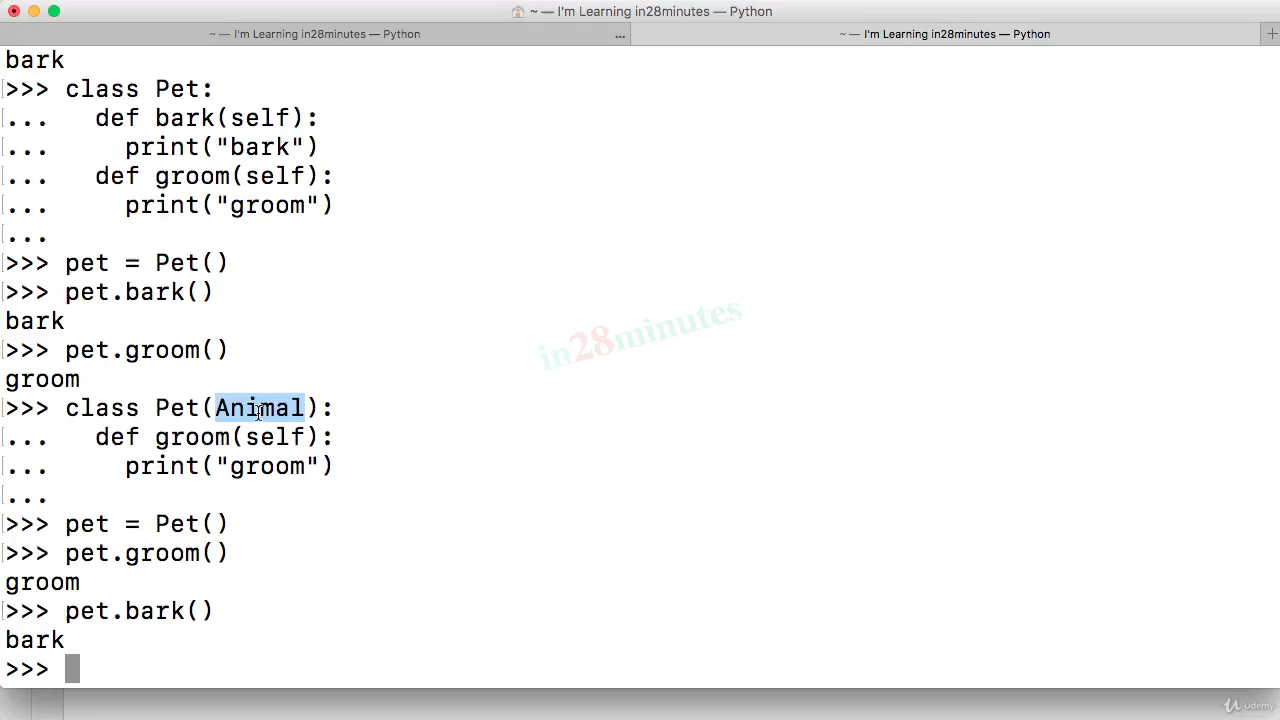 ~ — I'm Learning in28minutes — Python
~ — I'm Learning in28minutes — Python ... ~ — I'm Learning in28minutes — Python +
bark
>>> class Pet:
...   def bark(self):
...     print("bark")
...   def groom(self):
...     print("groom")
...
>>> pet = Pet()
>>> pet.bark()
bark
>>> pet.groom()
groom
>>> class Pet(Animal):
...   def groom(self):
...     print("groom")
...
>>> pet = Pet()
>>> pet.groom()
groom
>>> pet.bark()
bark
>>>
in28minutes
Udemy